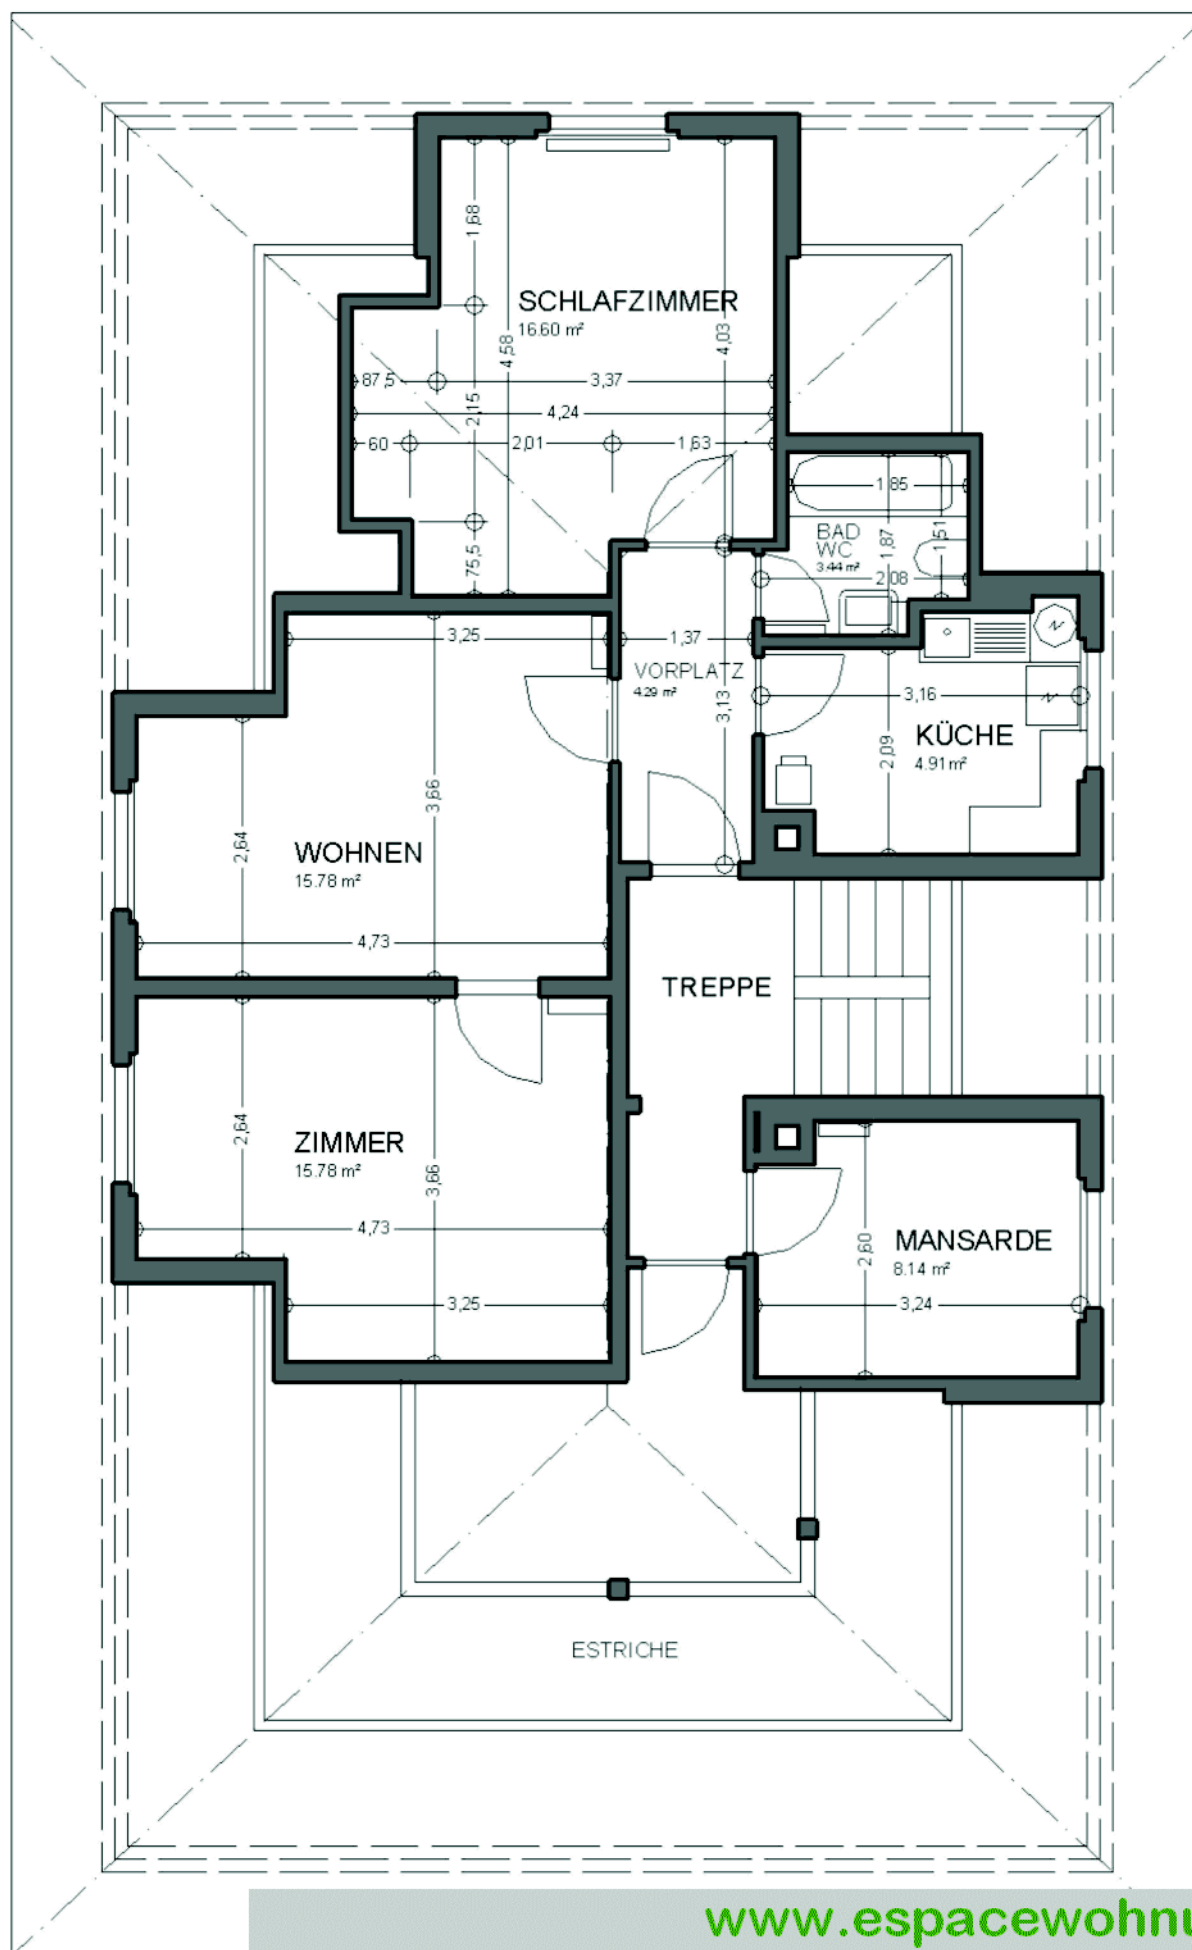 1,68
SCHLAFZIMMER
16.60 m²
4,58
4,03
87,5
3,37
2,15
4,24
60
2,01
1,63
75,5
1,85
BAD
WC
3.44 m²
1,87
1,51
2,08
3,25
1,37
VORPLATZ
4.29 m²
3,13
3,16
KÜCHE
4.91 m²
2,09
3,66
2,64
WOHNEN
15.78 m²
4,73
TREPPE
2,64
ZIMMER
15.78 m²
3,66
4,73
3,25
MANSARDE
8.14 m²
2,60
3,24
ESTRICHE
www.espacewohnu